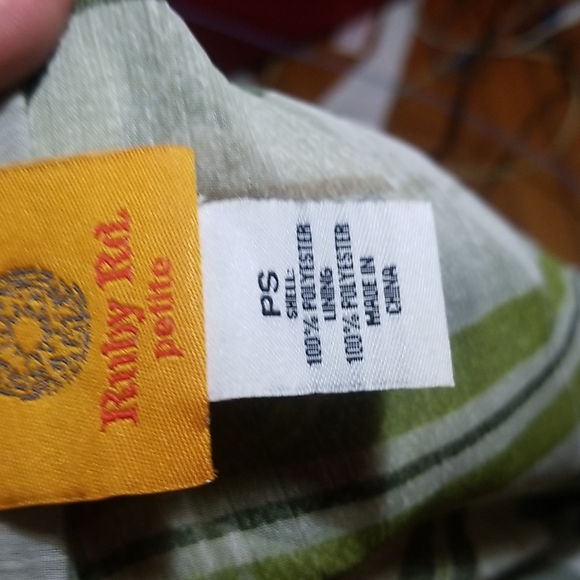 Ruby Rd.
petite
PS
SHELL:
100% POLYESTER
LINING
100% POLYESTER
MADE IN
CHINA